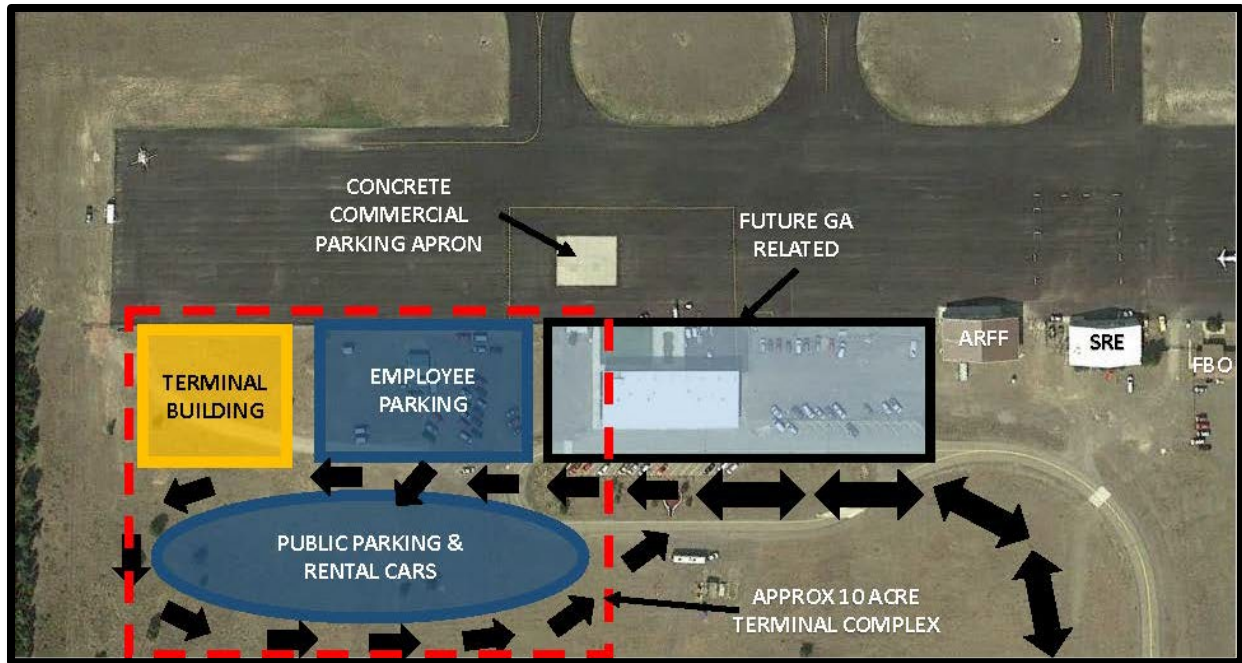 CONCRETE
COMMERCIAL
PARKING APRON
FUTURE GA
RELATED
TERMINAL
BUILDING
EMPLOYEE
PARKING
ARFF
SRE
FBO
PUBLIC PARKING &
RENTAL CARS
APPROX 10 ACRE
TERMINAL COMPLEX